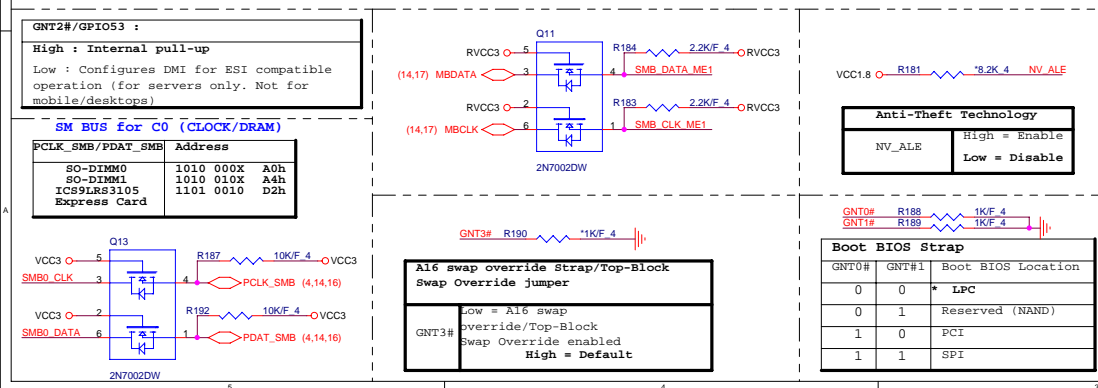 GNT2#/GPIO53 :
High : Internal pull-up
Low : Configures DMI for ESI compatible
operation (for servers only. Not for
mobile/desktops)
SM BUS for C0 (CLOCK/DRAM)
PCLK_SMB/PDAT_SMB Address
SO-DIMM0 1010 000X A0h
SO-DIMM1 1010 010X A4h
ICS9LRS3105 1101 0010 D2h
Express Card
A
Q13
VCC3 5 R187 10K/F_4 VCC3
SMB0_CLK 3 4 PCLK_SMB (4,14,16)
VCC3 2 R192 10K/F_4 VCC3
SMB0_DATA 6 1 PDAT_SMB (4,14,16)
2N7002DW
Q11
RVCC3 5 R184 2.2K/F_4 RVCC3
(14,17) MBDATA 3 4 SMB_DATA_ME1
RVCC3 2 R183 2.2K/F_4 RVCC3
(14,17) MBCLK 6 1 SMB_CLK_ME1
2N7002DW
GNT3# R190 *1K/F_4
A16 swap override Strap/Top-Block
Swap Override jumper
GNT3#
Low = A16 swap
override/Top-Block
Swap Override enabled
High = Default
VCC1.8 R181 *8.2K_4 NV_ALE
Anti-Theft Technology
NV_ALE
High = Enable
Low = Disable
GNT0# R188 1K/F_4
GNT1# R189 1K/F_4
Boot BIOS Strap
GNT0# GNT#1 Boot BIOS Location
0 0 * LPC
0 1 Reserved (NAND)
1 0 PCI
1 1 SPI